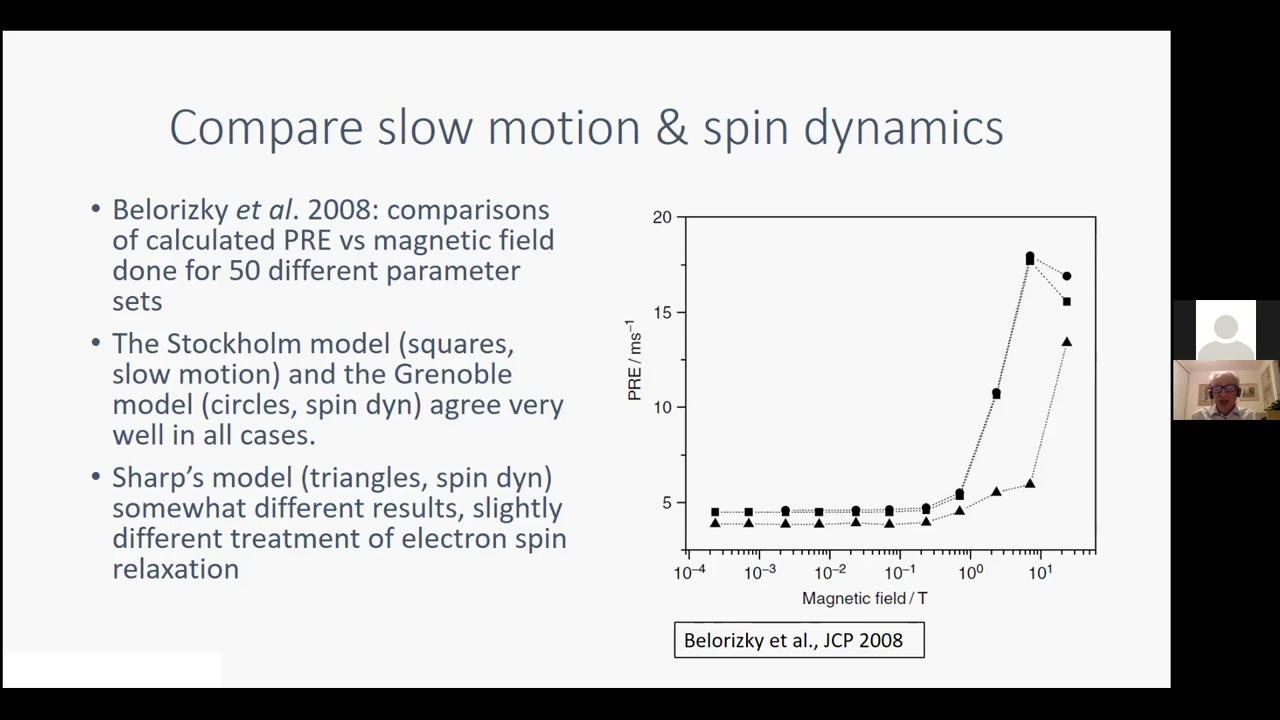 Compare slow motion & spin dynamics
• Belorizky et al. 2008: comparisons
of calculated PRE vs magnetic field
done for 50 different parameter
sets
• The Stockholm model (squares,
slow motion) and the Grenoble
model (circles, spin dyn) agree very
well in all cases.
• Sharp’s model (triangles, spin dyn)
somewhat different results, slightly
different treatment of electron spin
relaxation
20
15
10
5
PRE / ms⁻¹
10⁻⁴ 10⁻³ 10⁻² 10⁻¹ 10⁰ 10¹
Magnetic field / T
Belorizky et al., JCP 2008